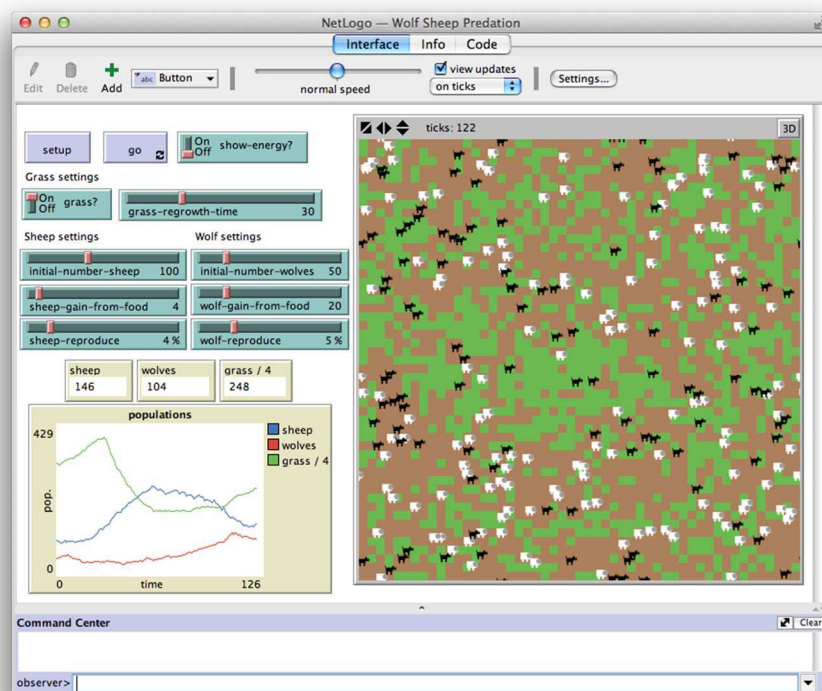 NetLogo — Wolf Sheep Predation
Interface Info Code
Edit Delete Add abc Button normal speed view updates on ticks Settings...
ticks: 122 3D
setup go On Off show-energy?
Grass settings
On Off grass? grass-regrowth-time 30
Sheep settings Wolf settings
initial-number-sheep 100 initial-number-wolves 50
sheep-gain-from-food 4 wolf-gain-from-food 20
sheep-reproduce 4 % wolf-reproduce 5 %
sheep wolves grass / 4
146 104 248
populations
429
pop.
0
0 time 126
sheep
wolves
grass / 4
Command Center Clear
observer>